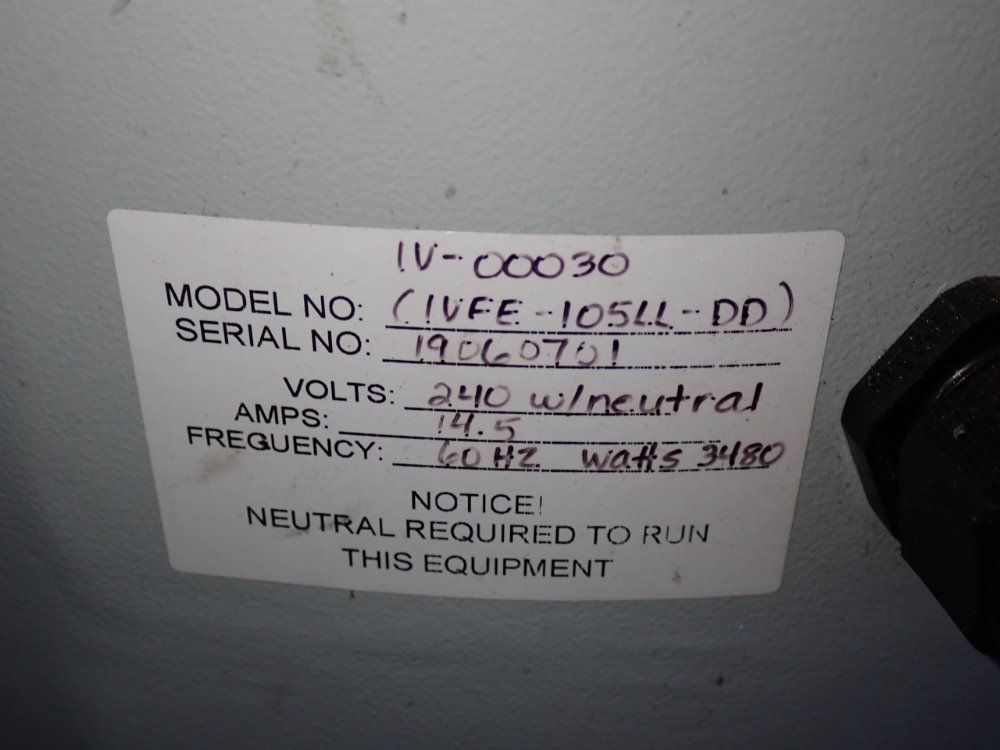 IV-00030
MODEL NO: (IVFE-105LL-DD)
SERIAL NO: 19060701
VOLTS: 240 w/neutral
AMPS: 14.5
FREQUENCY: 60 HZ watts 3480
NOTICE!
NEUTRAL REQUIRED TO RUN
THIS EQUIPMENT